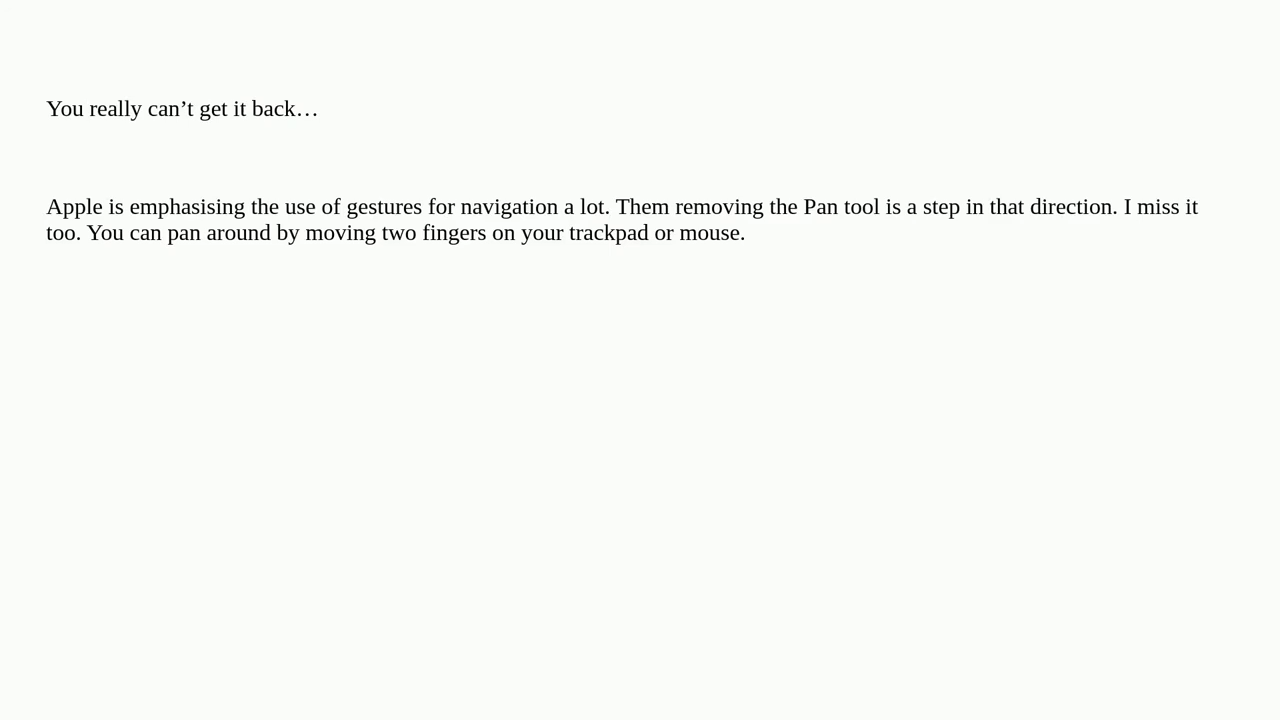 You really can’t get it back…
Apple is emphasising the use of gestures for navigation a lot. Them removing the Pan tool is a step in that direction. I miss it
too. You can pan around by moving two fingers on your trackpad or mouse.